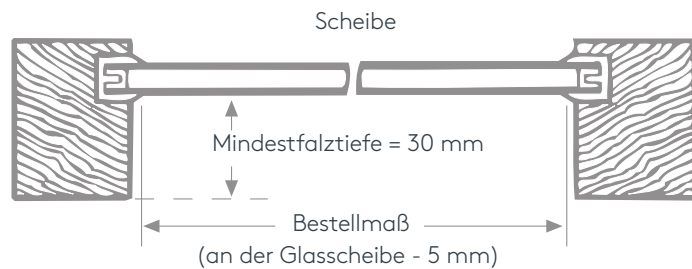 Scheibe
Mindestfalztiefe = 30 mm
Bestellmaß
(an der Glasscheibe - 5 mm)